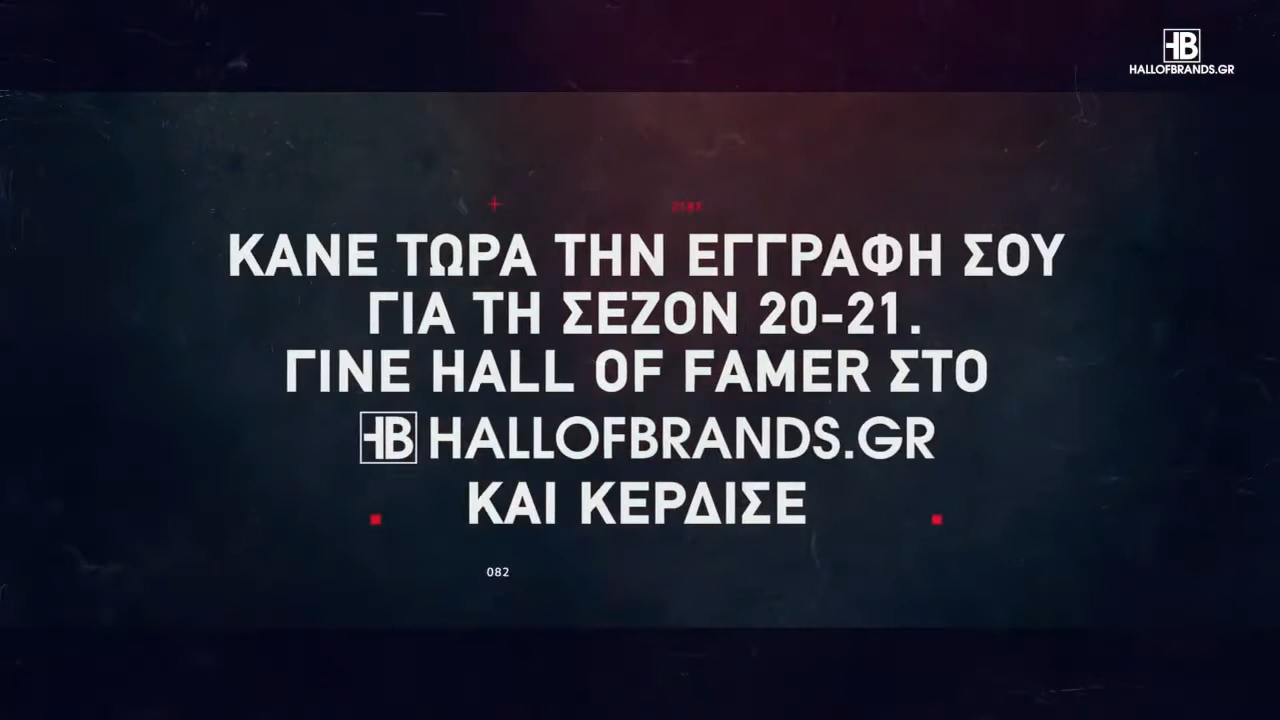 HB
HALLOFBRANDS.GR
2183
ΚΑΝΕ ΤΩΡΑ ΤΗΝ ΕΓΓΡΑΦΗ ΣΟΥ
ΓΙΑ ΤΗ ΣΕΖΟΝ 20-21.
ΓΙΝΕ HALL OF FAMER ΣΤΟ
HB HALLOFBRANDS.GR
ΚΑΙ ΚΕΡΔΙΣΕ
082